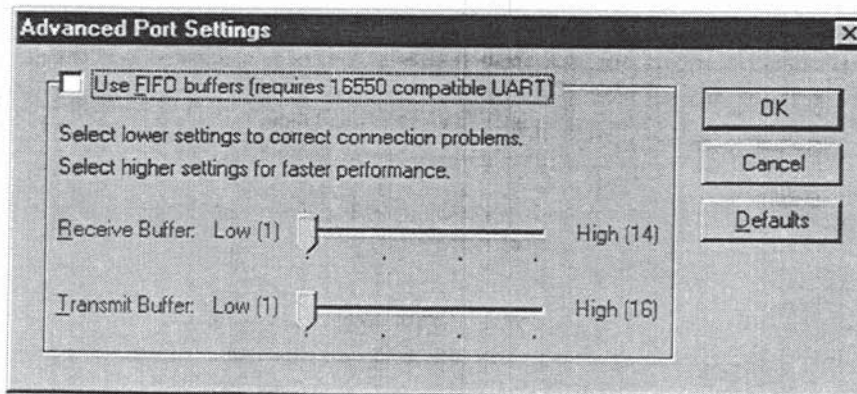 Advanced Port Settings
Use FIFO buffers (requires 16550 compatible UART)
Select lower settings to correct connection problems.
Select higher settings for faster performance.
Receive Buffer: Low (1) High (14)
Transmit Buffer: Low (1) High (16)
OK
Cancel
Defaults